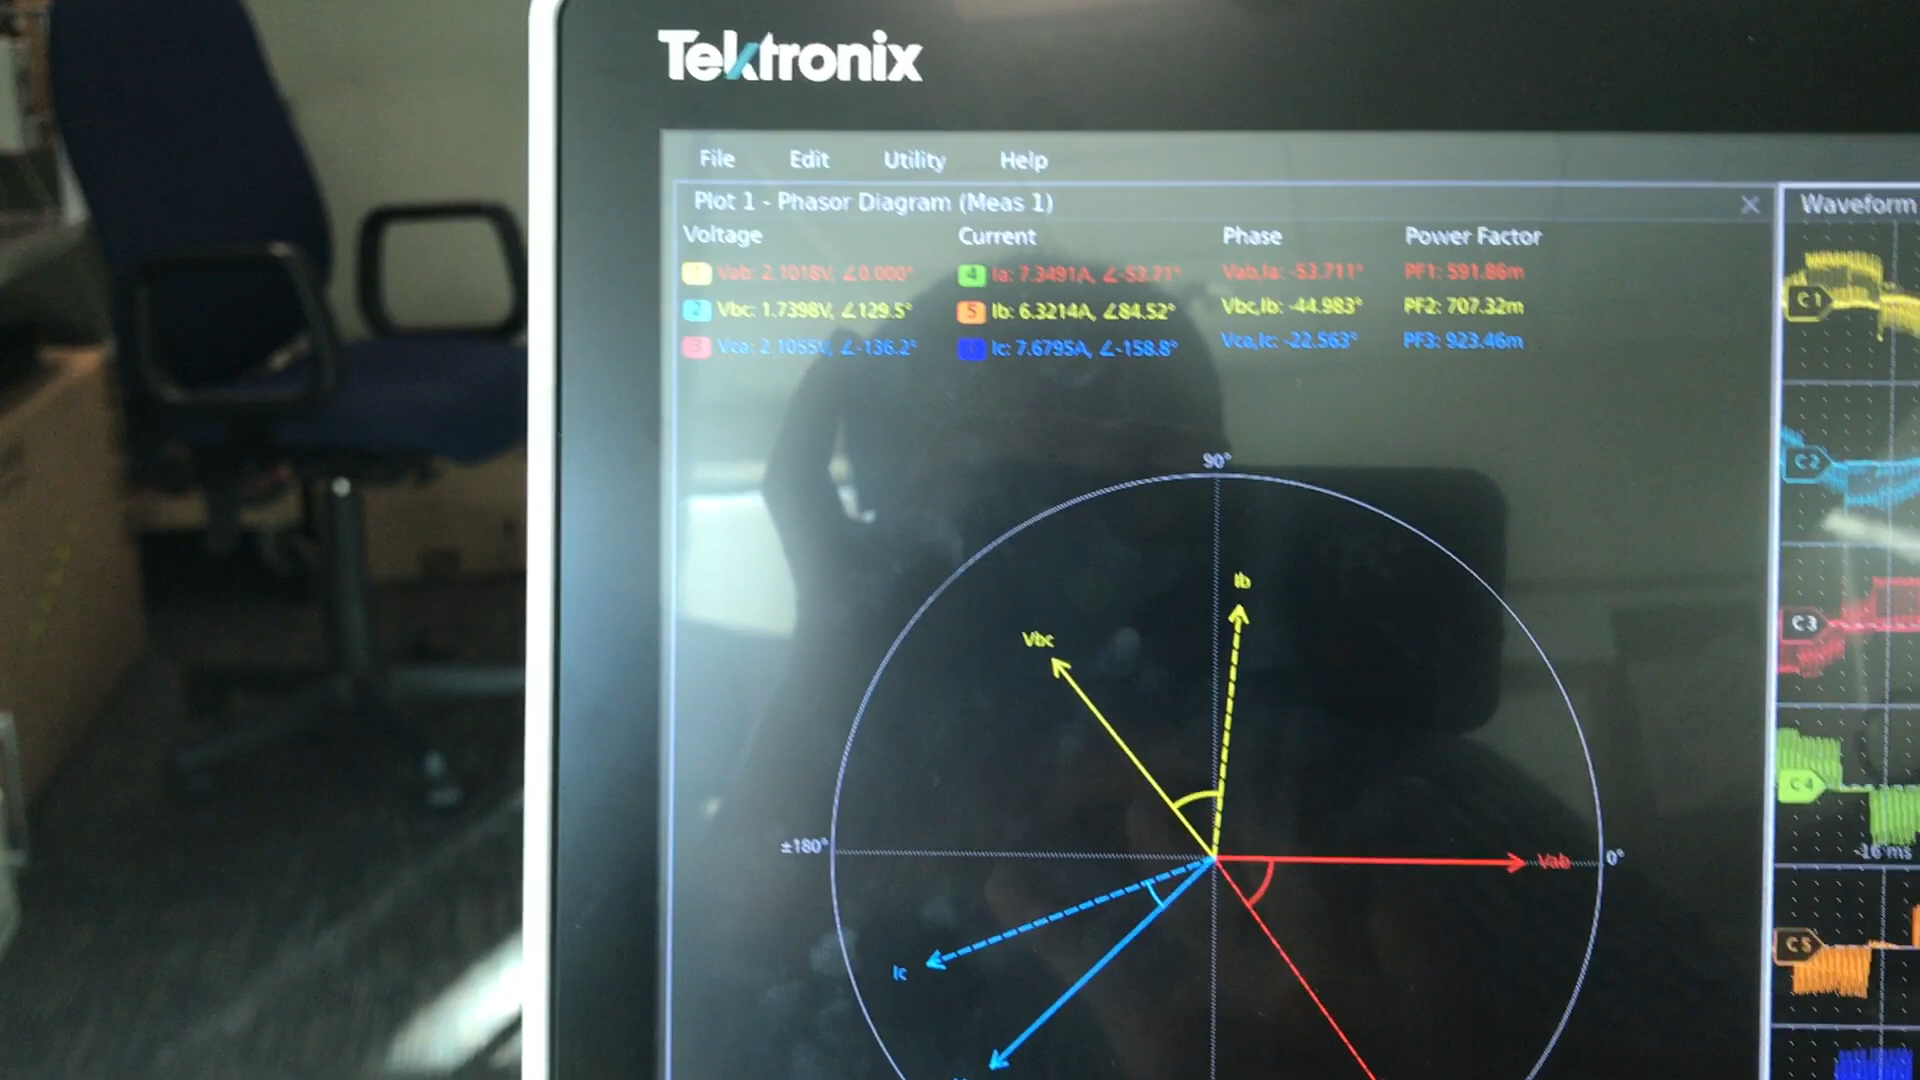 Tektronix
File Edit Utility Help
Plot 1 - Phasor Diagram (Meas 1) X
Waveform
Voltage Current Phase Power Factor
Vab: 2.1018V, ∠0.000° 4 Ia: 7.3491A, ∠-53.71° Vab,Ia: -53.711° PF1: 591.86m
2 Vbc: 1.7398V, ∠129.5° 5 Ib: 6.3214A, ∠84.52° Vbc,Ib: -44.983° PF2: 707.32m
3 Vca: 2.1055V, ∠-136.2° Ic: 7.6795A, ∠-158.8° Vca,Ic: -22.563° PF3: 923.46m
C1
90°
C2
Ib
C3
Vbc
C4
±180°
0°
Vab
-16 ms
C5
Ic